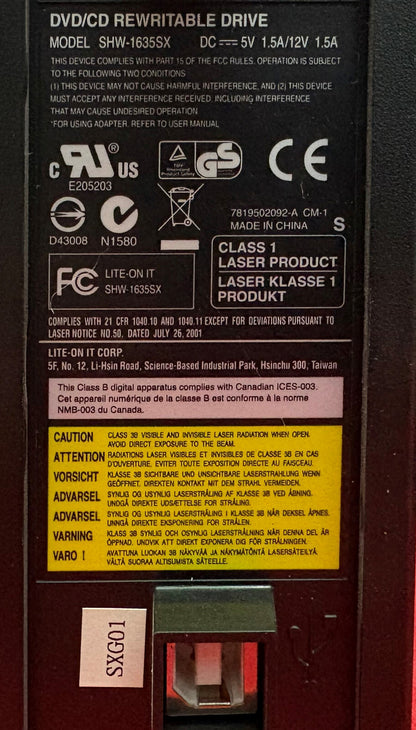 DVD/CD REWRITABLE DRIVE
MODEL SHW-1635SX DC 5V 1.5A/12V 1.5A
THIS DEVICE COMPLIES WITH PART 15 OF THE FCC RULES. OPERATION IS SUBJECT
TO THE FOLLOWING TWO CONDITIONS
(1) THIS DEVICE MAY NOT CAUSE HARMFUL INTERFERENCE, AND (2) THIS DEVICE
MUST ACCEPT ANY INTERFERENCE RECEIVED, INCLUDING INTERFERENCE
THAT MAY CAUSE UNDESIRED OPERATION
*FOR USING ADAPTER, REFER TO USER MANUAL
C RU ® US
E205203
TÜV
Rheinland
Product Safety
GS
CE
D43008
N1580
7819502092-A CM-1
MADE IN CHINA
S
CLASS 1
LASER PRODUCT
LASER KLASSE 1
PRODUKT
FC
LITE-ON IT
SHW-1635SX
COMPLIES WITH 21 CFR 1040.10 AND 1040.11 EXCEPT FOR DEVIATIONS PURSUANT TO
LASER NOTICE NO.50, DATED JULY 26, 2001
LITE-ON IT CORP.
5F, No. 12, Li-Hsin Road, Science-Based Industrial Park, Hsinchu 300, Taiwan
This Class B digital apparatus complies with Canadian ICES-003.
Cet appareil numérique de la classe B est conforme à la norme
NMB-003 du Canada.
CAUTION CLASS 3B VISIBLE AND INVISIBLE LASER RADIATION WHEN OPEN.
AVOID DIRECT EXPOSURE TO THE BEAM.
ATTENTION RADIATIONS LASER VISIBLES ET INVISIBLES DE CLASSE 3B EN CAS
D'OUVERTURE. EVITER TOUTE EXPOSITION DIRECTE AU FAISCEAU.
VORSICHT KLASSE 3B SICHTBARE UND UNSICHTBARE LASERSTRAHLUNG WENN
GEÖFFNET. DIREKTEN KONTAKT MIT DEM STRAHL VERMEIDEN.
ADVARSEL SYNLIG OG USYNLIG LASERSTRÅLING AF KLASSE 3B VED ÅBNING.
UNDGÅ DIREKTE UDSÆTTELSE FOR STRÅLING.
ADVARSEL SYNLIG OG USYNLIG LASERSTRÅLING I KLASSE 3B NÅR DEKSEL ÅPNES.
UNNGÅ DIREKTE EKSPONERING FOR STRÅLEN.
VARNING KLASS 3B SYNLIG OCH OSYNLIG LASERSTRÅLNING NÄR DENNA DEL ÄR
ÖPPNAD. UNDVIK ATT DIREKT EXPONERA DIG FÖR STRÅLNINGEN.
VARO ! AVATTUNA LUOKAN 3B NÄKYVÄÄ JA NÄKYMÄTÖNTÄ LASERSÄTEILYÄ.
VÄLTÄ SUORAA ALTISUMISTA SÄTEELLE.
SXG01